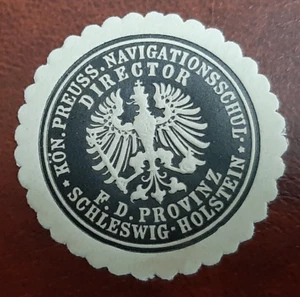 KÖN. PREUSS. NAVIGATIONSSCHUL-
DIRECTOR
F. D. PROVINZ
* SCHLESWIG-HOLSTEIN *